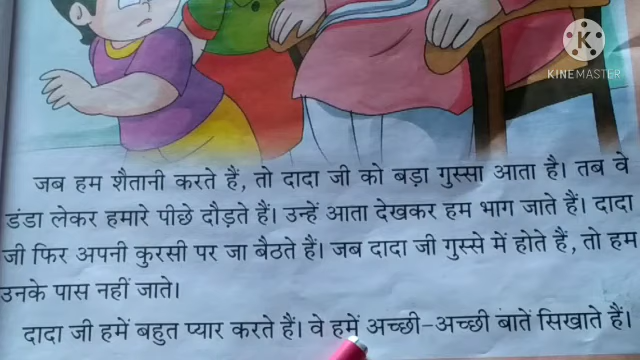 KINEMASTER
जब हम शैतानी करते हैं, तो दादा जी को बड़ा गुस्सा आता है। तब वे
डंडा लेकर हमारे पीछे दौड़ते हैं। उन्हें आता देखकर हम भाग जाते हैं। दादा
जी फिर अपनी कुरसी पर जा बैठते हैं। जब दादा जी गुस्से में होते हैं, तो हम
उनके पास नहीं जाते।
दादा जी हमें बहुत प्यार करते हैं। वे हमें अच्छी-अच्छी बातें सिखाते हैं।